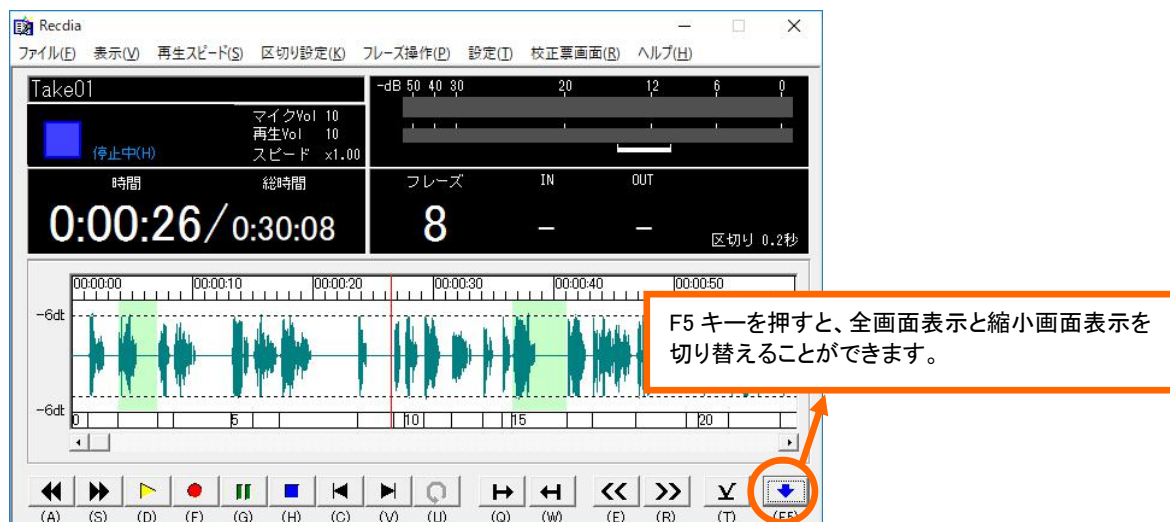 Recdia
ファイル(F) 表示(V) 再生スピード(S) 区切り設定(K) フレーズ操作(P) 設定(T) 校正票画面(R) ヘルプ(H)
Take01
-dB 50 40 30 20 12 6 0
マイクVol 10
再生Vol 10
停止中(H)
スピード x1.00
時間 総時間
フレーズ IN OUT
0:00:26/0:30:08
8 – –
区切り 0.2秒
00:00:00 00:00:10 00:00:20 00:00:30 00:00:40 00:00:50
-6dt
F5 キーを押すと、全画面表示と縮小画面表示を
切り替えることができます。
-6dt
0 5 10 15 20
(A) (S) (D) (F) (G) (H) (C) (V) (U) (Q) (W) (E) (R) (T) (F5)